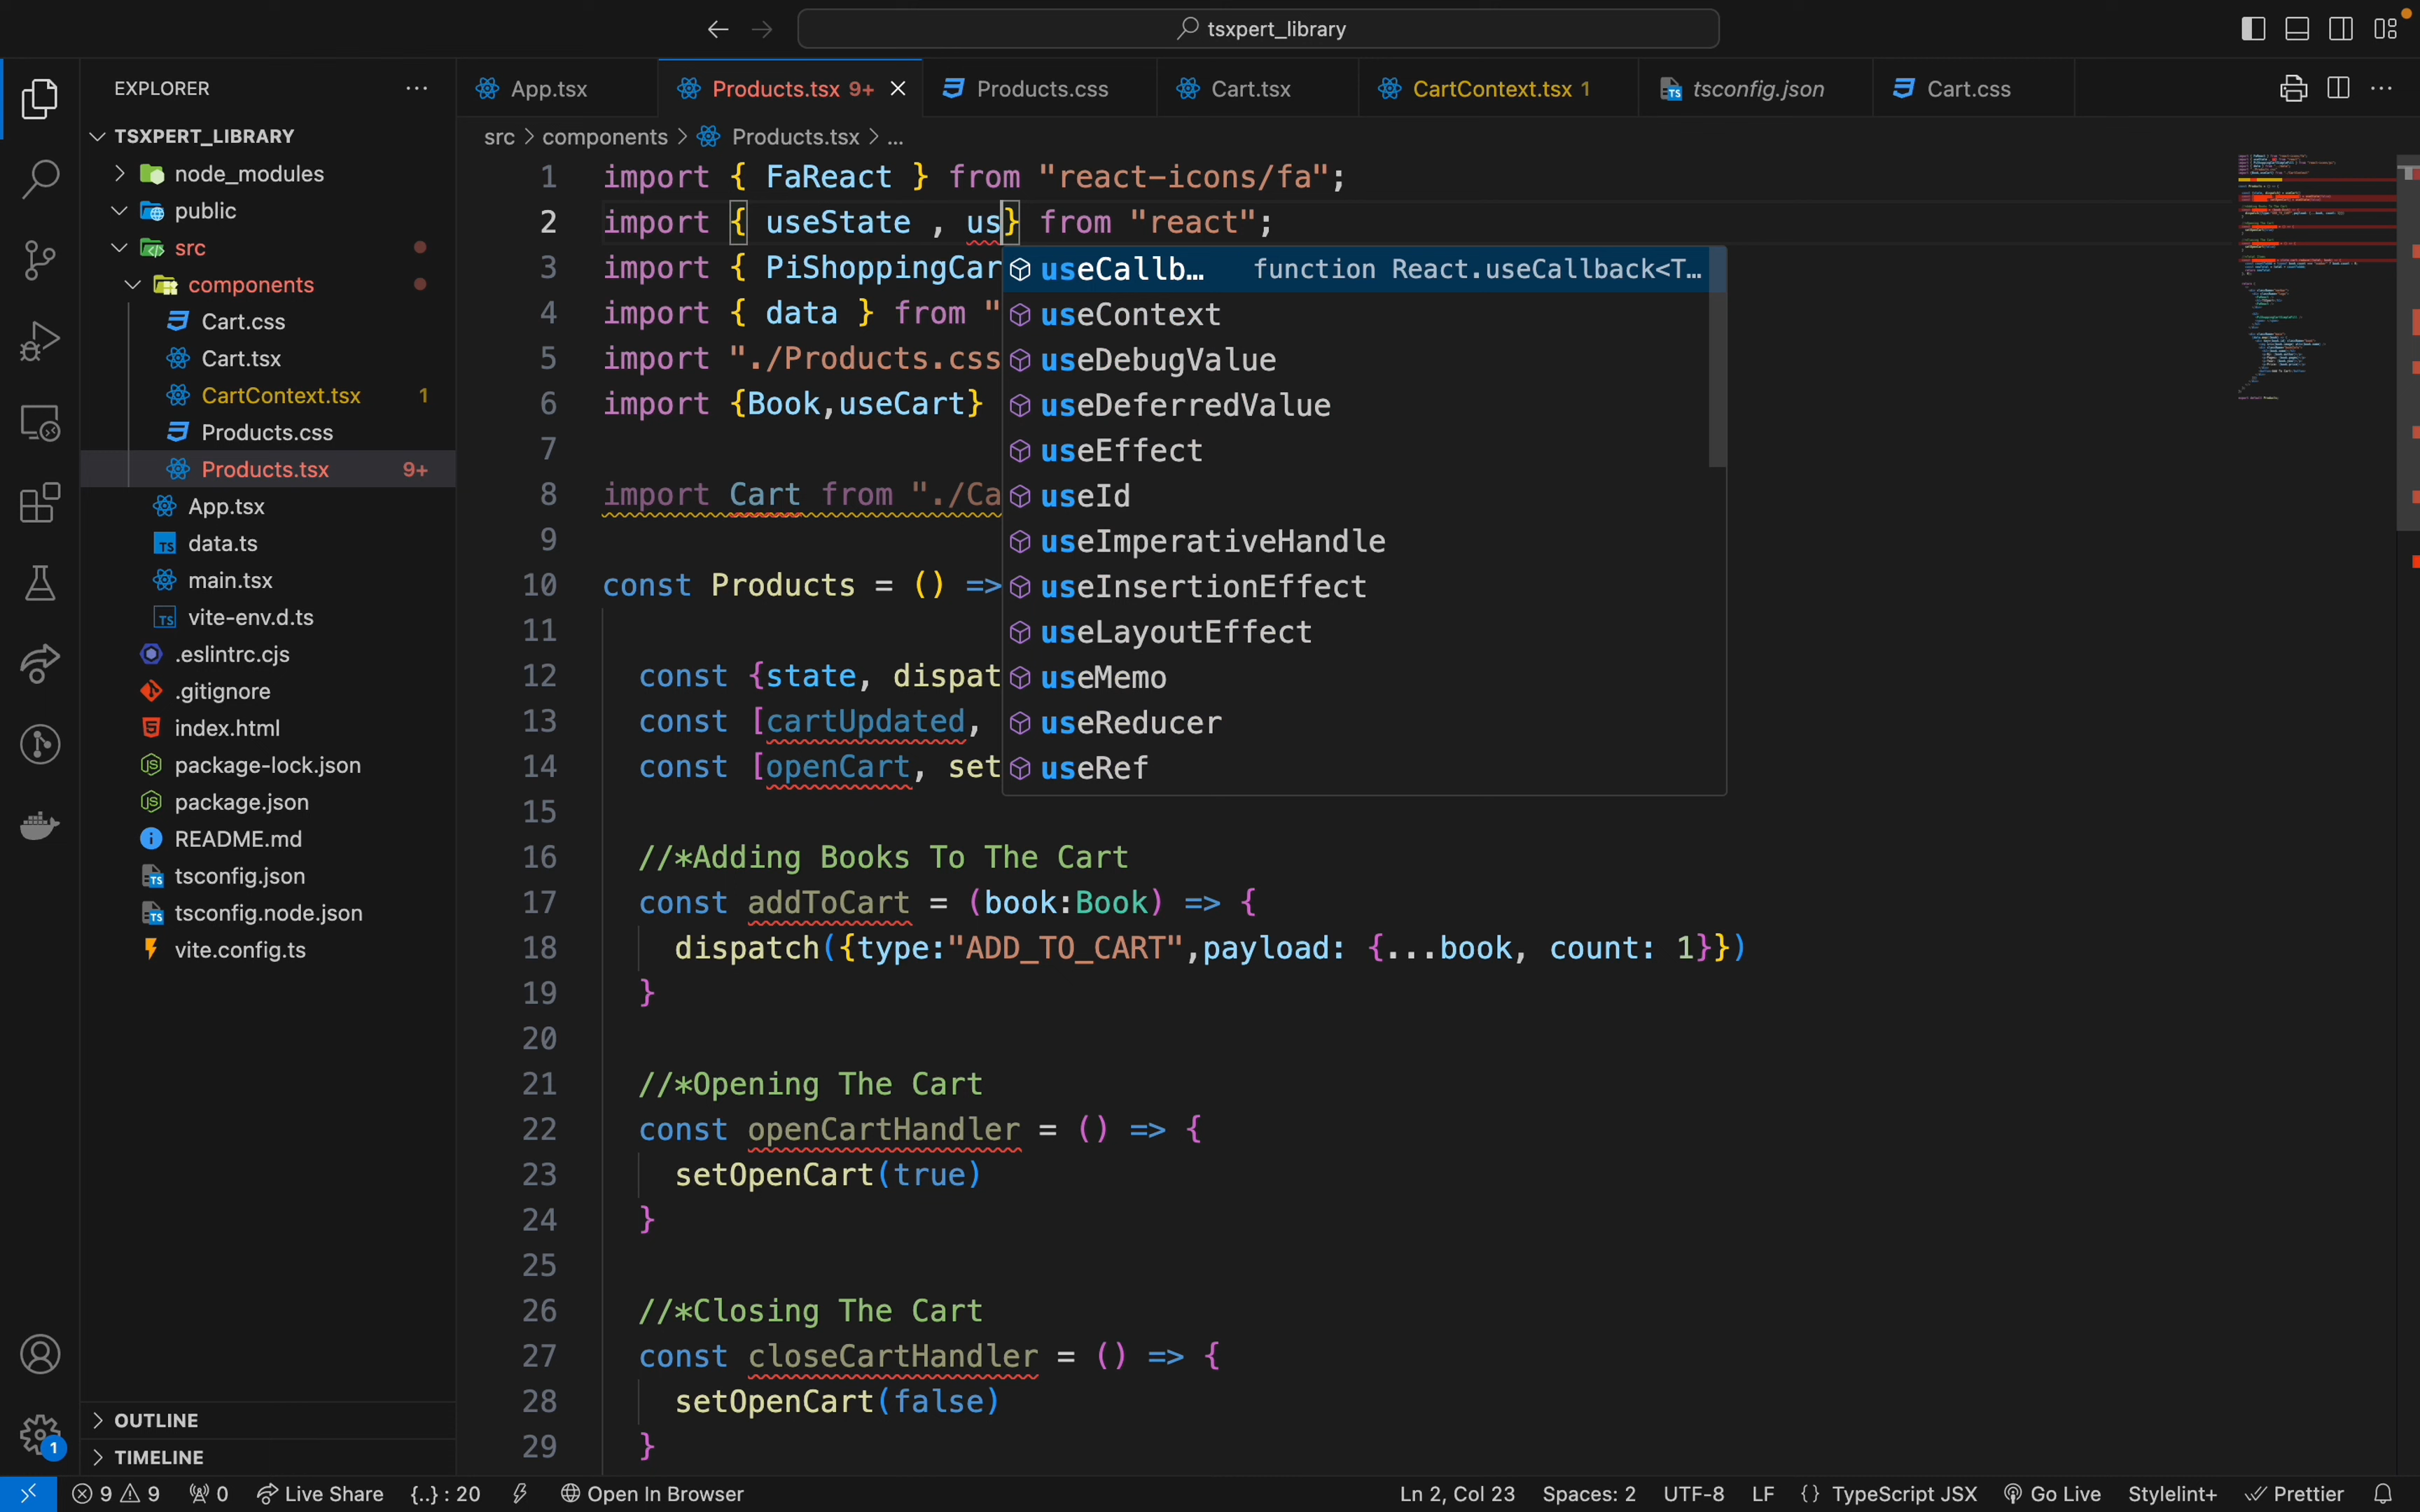 tsxpert_library
EXPLORER
TSXPERT_LIBRARY
node_modules
public
src
components
Cart.css
Cart.tsx
CartContext.tsx 1
Products.css
Products.tsx 9+
App.tsx
data.ts
main.tsx
vite-env.d.ts
.eslintrc.cjs
.gitignore
index.html
package-lock.json
package.json
README.md
tsconfig.json
tsconfig.node.json
vite.config.ts
OUTLINE
TIMELINE
1
App.tsx
Products.tsx 9+
Products.css
Cart.tsx
CartContext.tsx 1
tsconfig.json
Cart.css
src > components > Products.tsx > ...
1 import { FaReact } from "react-icons/fa";
2 import { useState , us} from "react";
3 import { PiShoppingCar
4 import { data } from "
5 import "./Products.css
6 import {Book,useCart}
7
8 import Cart from "./Ca
9
10 const Products = () =>
11
12 const {state, dispat
13 const [cartUpdated,
14 const [openCart, set
15
16 //*Adding Books To The Cart
17 const addToCart = (book:Book) => {
18 dispatch({type:"ADD_TO_CART",payload: {...book, count: 1}})
19 }
20
21 //*Opening The Cart
22 const openCartHandler = () => {
23 setOpenCart(true)
24 }
25
26 //*Closing The Cart
27 const closeCartHandler = () => {
28 setOpenCart(false)
29 }
useCallb… function React.useCallback<T…
useContext
useDebugValue
useDeferredValue
useEffect
useId
useImperativeHandle
useInsertionEffect
useLayoutEffect
useMemo
useReducer
useRef
9 9 0 Live Share {..} : 20 Open In Browser Ln 2, Col 23 Spaces: 2 UTF-8 LF {} TypeScript JSX Go Live Stylelint+ Prettier